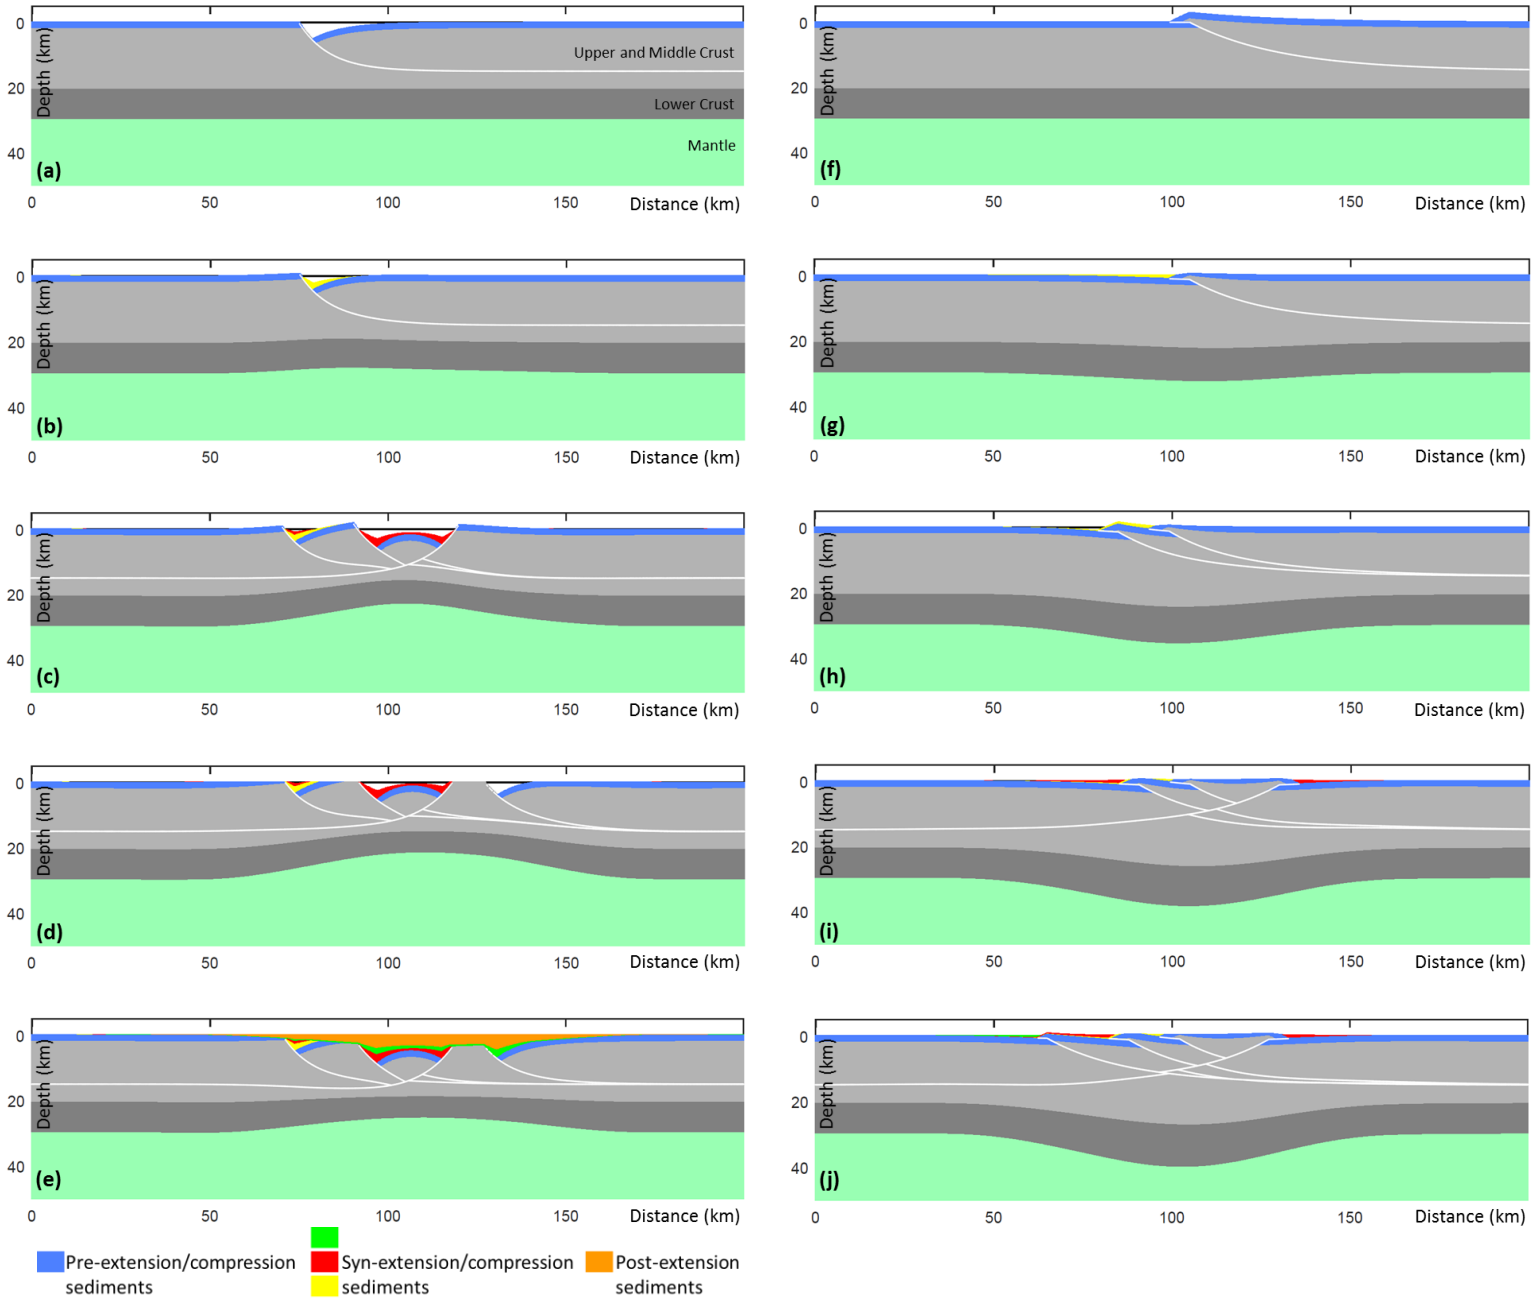 0
20
40
Depth (km)
Upper and Middle Crust
Lower Crust
Mantle
(a)
0 50 100 150 Distance (km)
0
20
40
Depth (km)
(f)
0 50 100 150 Distance (km)
0
20
40
Depth (km)
(b)
0 50 100 150 Distance (km)
0
20
40
Depth (km)
(g)
0 50 100 150 Distance (km)
0
20
40
Depth (km)
(c)
0 50 100 150 Distance (km)
0
20
40
Depth (km)
(h)
0 50 100 150 Distance (km)
0
20
40
Depth (km)
(d)
0 50 100 150 Distance (km)
0
20
40
Depth (km)
(i)
0 50 100 150 Distance (km)
0
20
40
Depth (km)
(e)
0 50 100 150 Distance (km)
0
20
40
Depth (km)
(j)
0 50 100 150 Distance (km)
Pre-extension/compression
sediments
Syn-extension/compression
sediments
Post-extension
sediments